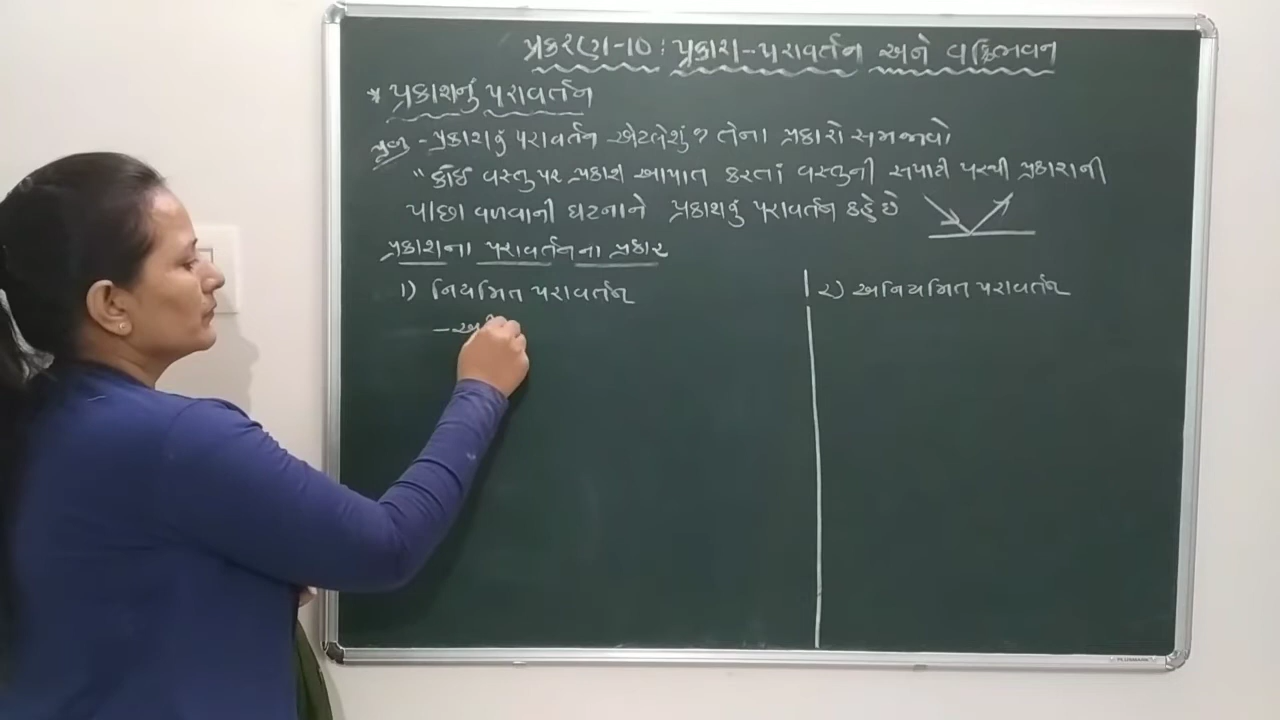 પ્રકરણ-10 : પ્રકાશ-પરાવર્તન અને વક્રીભવન
* પ્રકાશનું પરાવર્તન
પ્રશ્ન - પ્રકાશનું પરાવર્તન એટલેશું? તેના પ્રકારો સમજાવો.
"કોઈ વસ્તુ પર પ્રકાશ આપાત કરતાં વસ્તુની સપાટી પરથી પ્રકાશની
પાછા વળવાની ઘટનાને પ્રકાશનું પરાવર્તન કહે છે
પ્રકાશના પરાવર્તનના પ્રકાર
1) નિયમિત પરાવર્તન
૨) અનિયમિત પરાવર્તન